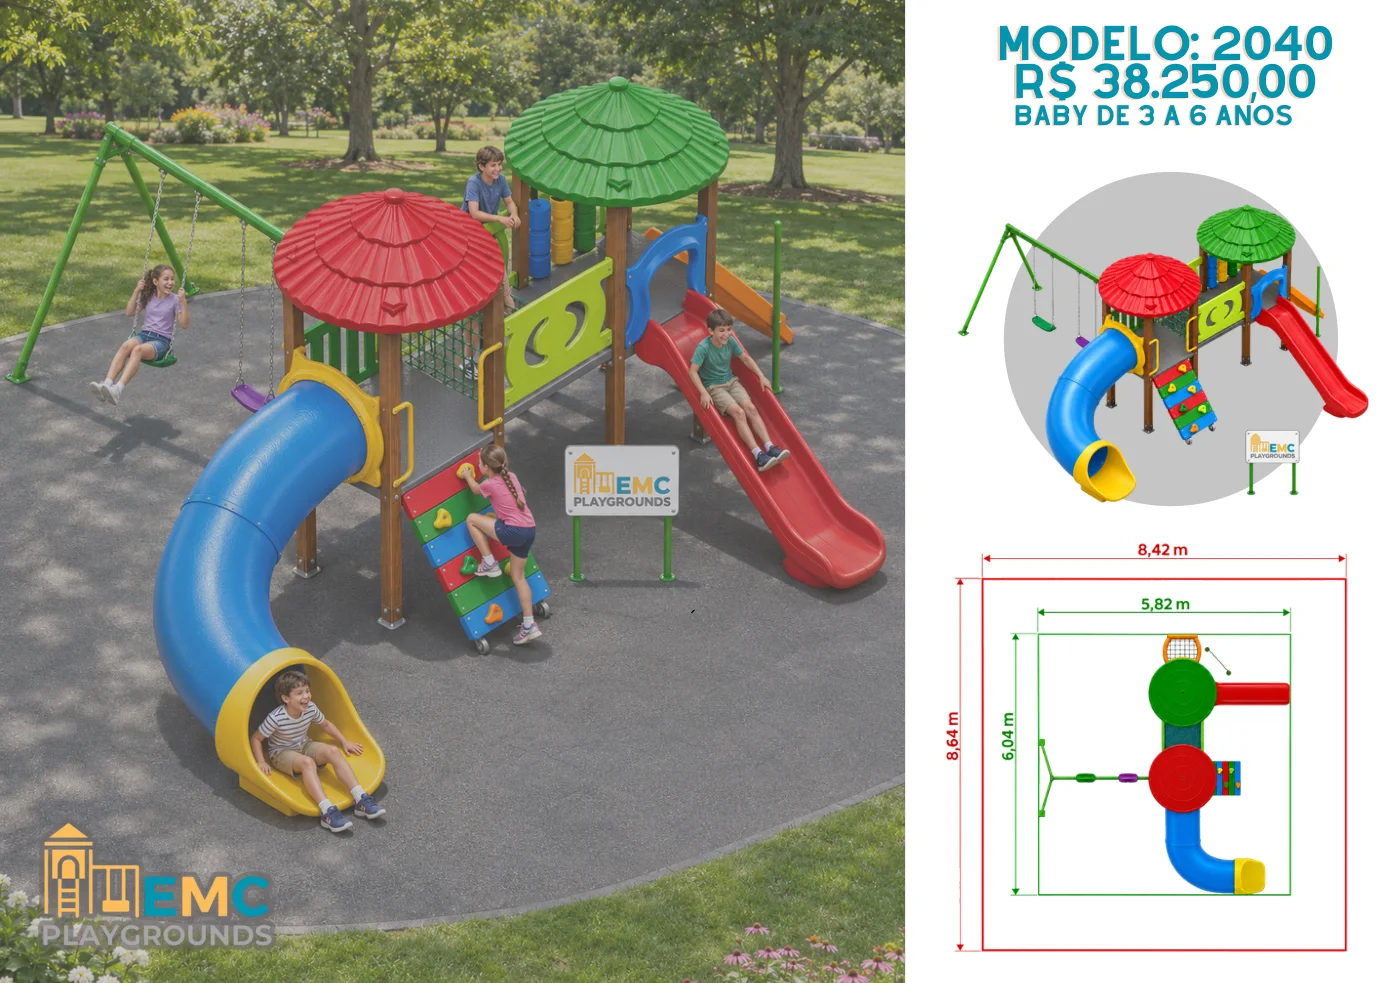 MODELO: 2040
R$ 38.250,00
BABY DE 3 A 6 ANOS
EMC
PLAYGROUNDS
EMC
PLAYGROUNDS
8,42 m
5,82 m
8,64 m
6,04 m
EMC
PLAYGROUNDS